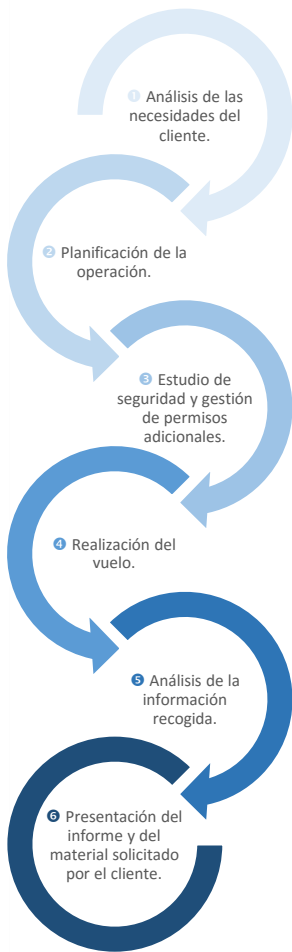 ❶ Análisis de las
necesidades del
cliente.
❷ Planificación de la
operación.
❸ Estudio de
seguridad y gestión
de permisos
adicionales.
❹ Realización del
vuelo.
❺ Análisis de la
información
recogida.
❻ Presentación del
informe y del
material solicitado
por el cliente.